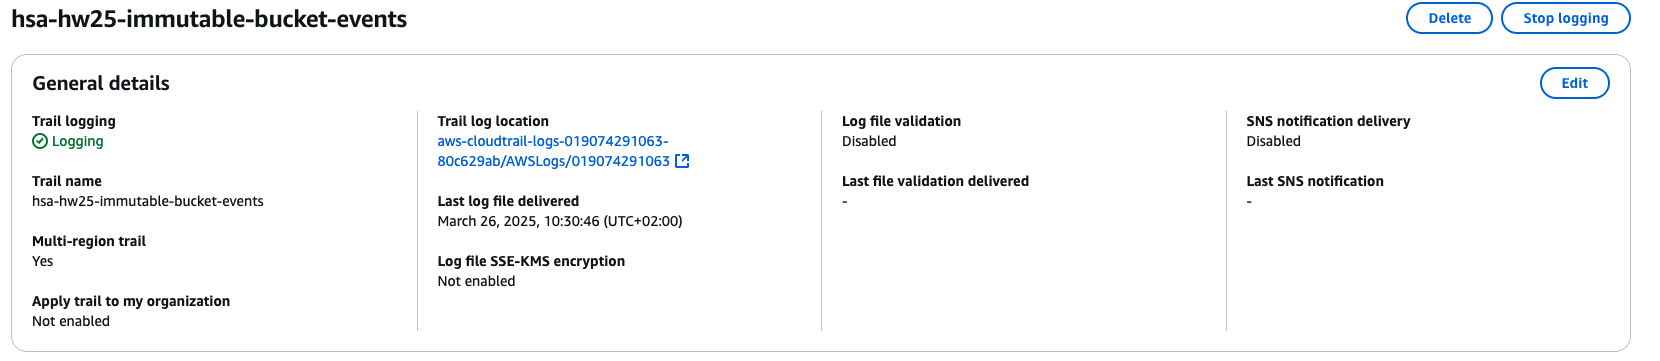 hsa-hw25-immutable-bucket-events
Delete
Stop logging
General details
Edit
Trail logging
Logging
Trail name
hsa-hw25-immutable-bucket-events
Multi-region trail
Yes
Apply trail to my organization
Not enabled
Trail log location
aws-cloudtrail-logs-019074291063-
80c629ab/AWSLogs/019074291063
Last log file delivered
March 26, 2025, 10:30:46 (UTC+02:00)
Log file SSE-KMS encryption
Not enabled
Log file validation
Disabled
Last file validation delivered
-
SNS notification delivery
Disabled
Last SNS notification
-